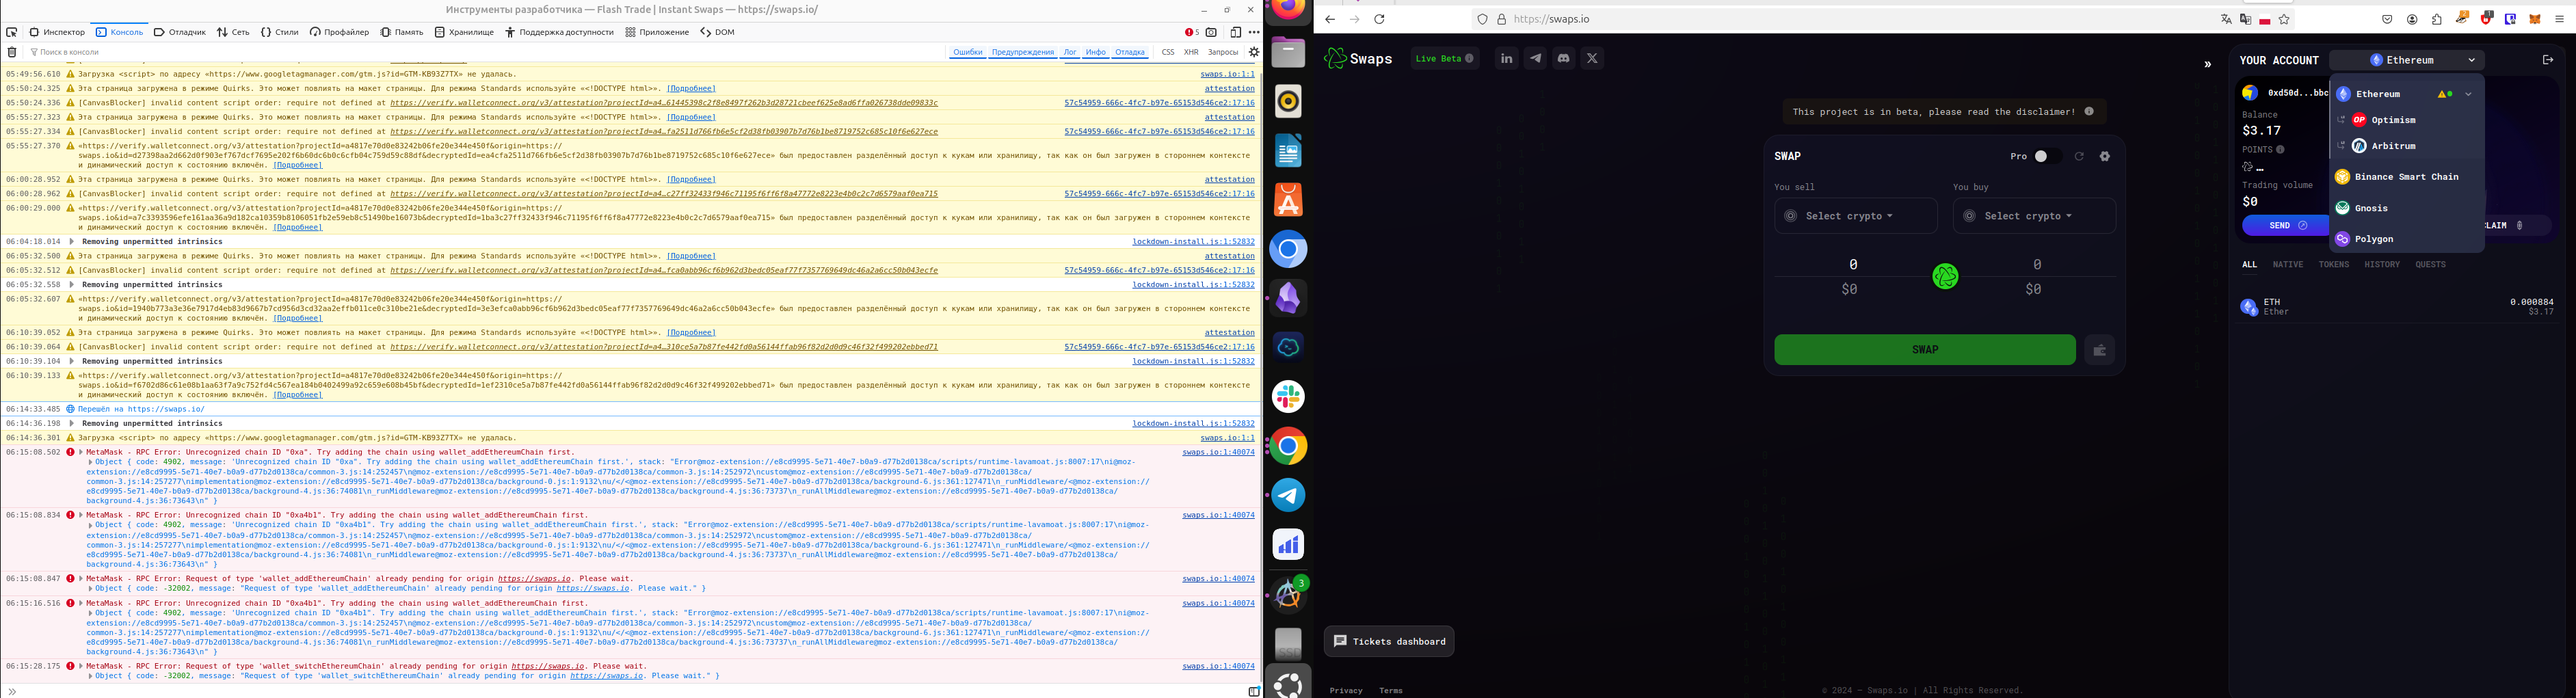 Инструменты разработчика — Flash Trade | Instant Swaps — https://swaps.io/
Инспектор Консоль Отладчик Сеть Стили Профайлер Память Хранилище Поддержка доступности Приложение DOM 5
Поиск в консоли Ошибки Предупреждения Лог Инфо Отладка CSS XHR Запросы
05:49:56.610 Загрузка <script> по адресу «https://www.googletagmanager.com/gtm.js?id=GTM-KB93Z7TX» не удалась. swaps.io:1:1
05:50:24.325 Эта страница загружена в режиме Quirks. Это может повлиять на макет страницы. Для режима Standards используйте «<!DOCTYPE html>». [Подробнее] attestation
05:50:24.336 [CanvasBlocker] invalid content script order: require not defined at https://verify.walletconnect.org/v3/attestation?projectId=a4…61445398c2f8e8497f262b3d28721cbeef625e8ad6ffa026738dde09833c 57c54959-666c-4fc7-b97e-65153d546ce2:17:16
05:55:27.323 Эта страница загружена в режиме Quirks. Это может повлиять на макет страницы. Для режима Standards используйте «<!DOCTYPE html>». [Подробнее] attestation
05:55:27.334 [CanvasBlocker] invalid content script order: require not defined at https://verify.walletconnect.org/v3/attestation?projectId=a4…fa2511d766fb6e5cf2d38fb03907b7d76b1be8719752c685c10f6e627ece 57c54959-666c-4fc7-b97e-65153d546ce2:17:16
05:55:27.370 «https://verify.walletconnect.org/v3/attestation?projectId=a4817e70d0e83242b06fe20e344e450f&origin=https://
swaps.io&id=d27398aa2d662d0f903ef767dcf7695e202f6b60dc6b0c6cfb04c759d59c88df&decryptedId=ea4cfa2511d766fb6e5cf2d38fb03907b7d76b1be8719752c685c10f6e627ece» был предоставлен разделённый доступ к кукам или хранилищу, так как он был загружен в стороннем контексте
и динамический доступ к состоянию включён. [Подробнее]
06:00:28.952 Эта страница загружена в режиме Quirks. Это может повлиять на макет страницы. Для режима Standards используйте «<!DOCTYPE html>». [Подробнее] attestation
06:00:28.962 [CanvasBlocker] invalid content script order: require not defined at https://verify.walletconnect.org/v3/attestation?projectId=a4…c27ff32433f946c71195f6ff6f8a47772e8223e4b0c2c7d6579aaf0ea715 57c54959-666c-4fc7-b97e-65153d546ce2:17:16
06:00:29.000 «https://verify.walletconnect.org/v3/attestation?projectId=a4817e70d0e83242b06fe20e344e450f&origin=https://
swaps.io&id=a7c3393596efe161aa36a9d182ca10359b8106051fb2e59eb8c51490be16073b&decryptedId=1ba3c27ff32433f946c71195f6ff6f8a47772e8223e4b0c2c7d6579aaf0ea715» был предоставлен разделённый доступ к кукам или хранилищу, так как он был загружен в стороннем контексте
и динамический доступ к состоянию включён. [Подробнее]
06:04:18.014 Removing unpermitted intrinsics lockdown-install.js:1:52832
06:05:32.500 Эта страница загружена в режиме Quirks. Это может повлиять на макет страницы. Для режима Standards используйте «<!DOCTYPE html>». [Подробнее] attestation
06:05:32.512 [CanvasBlocker] invalid content script order: require not defined at https://verify.walletconnect.org/v3/attestation?projectId=a4…fca0abb96cf6b962d3bedc05eaf77f7357769649dc46a2a6cc50b043ecfe 57c54959-666c-4fc7-b97e-65153d546ce2:17:16
06:05:32.558 Removing unpermitted intrinsics lockdown-install.js:1:52832
06:05:32.607 «https://verify.walletconnect.org/v3/attestation?projectId=a4817e70d0e83242b06fe20e344e450f&origin=https://
swaps.io&id=1940b773a3e36e7917d4eb83d9667b7cd956d3cd32aa2effb011ce0c310be21e&decryptedId=3e3efca0abb96cf6b962d3bedc05eaf77f7357769649dc46a2a6cc50b043ecfe» был предоставлен разделённый доступ к кукам или хранилищу, так как он был загружен в стороннем контексте
и динамический доступ к состоянию включён. [Подробнее]
06:10:39.052 Эта страница загружена в режиме Quirks. Это может повлиять на макет страницы. Для режима Standards используйте «<!DOCTYPE html>». [Подробнее] attestation
06:10:39.064 [CanvasBlocker] invalid content script order: require not defined at https://verify.walletconnect.org/v3/attestation?projectId=a4…310ce5a7b87fe442fd0a56144ffab96f82d2d0d9c46f32f499202ebbed71 57c54959-666c-4fc7-b97e-65153d546ce2:17:16
06:10:39.104 Removing unpermitted intrinsics lockdown-install.js:1:52832
06:10:39.133 «https://verify.walletconnect.org/v3/attestation?projectId=a4817e70d0e83242b06fe20e344e450f&origin=https://
swaps.io&id=f6702d86c61e08b1aa63f7a9c752fd4c567ea184b0402499a92c659e608b45bf&decryptedId=1ef2310ce5a7b87fe442fd0a56144ffab96f82d2d0d9c46f32f499202ebbed71» был предоставлен разделённый доступ к кукам или хранилищу, так как он был загружен в стороннем контексте
и динамический доступ к состоянию включён. [Подробнее]
06:14:33.485 Перешёл на https://swaps.io/
06:14:36.198 Removing unpermitted intrinsics lockdown-install.js:1:52832
06:14:36.301 Загрузка <script> по адресу «https://www.googletagmanager.com/gtm.js?id=GTM-KB93Z7TX» не удалась. swaps.io:1:1
06:15:08.502 MetaMask - RPC Error: Unrecognized chain ID "0xa". Try adding the chain using wallet_addEthereumChain first. swaps.io:1:40074
Object { code: 4902, message: 'Unrecognized chain ID "0xa". Try adding the chain using wallet_addEthereumChain first.', stack: "Error@moz-extension://e8cd9995-5e71-40e7-b0a9-d77b2d0138ca/scripts/runtime-lavamoat.js:8007:17\ni@moz-
extension://e8cd9995-5e71-40e7-b0a9-d77b2d0138ca/common-3.js:14:252457\n@moz-extension://e8cd9995-5e71-40e7-b0a9-d77b2d0138ca/common-3.js:14:252972\ncustom@moz-extension://e8cd9995-5e71-40e7-b0a9-d77b2d0138ca/
common-3.js:14:257277\nimplementation@moz-extension://e8cd9995-5e71-40e7-b0a9-d77b2d0138ca/background-0.js:1:9132\nu/</<@moz-extension://e8cd9995-5e71-40e7-b0a9-d77b2d0138ca/background-6.js:361:127471\n_runMiddleware/<@moz-extension://
e8cd9995-5e71-40e7-b0a9-d77b2d0138ca/background-4.js:36:74081\n_runMiddleware@moz-extension://e8cd9995-5e71-40e7-b0a9-d77b2d0138ca/background-4.js:36:73737\n_runAllMiddleware@moz-extension://e8cd9995-5e71-40e7-b0a9-d77b2d0138ca/
background-4.js:36:73643\n" }
06:15:08.834 MetaMask - RPC Error: Unrecognized chain ID "0xa4b1". Try adding the chain using wallet_addEthereumChain first. swaps.io:1:40074
Object { code: 4902, message: 'Unrecognized chain ID "0xa4b1". Try adding the chain using wallet_addEthereumChain first.', stack: "Error@moz-extension://e8cd9995-5e71-40e7-b0a9-d77b2d0138ca/scripts/runtime-lavamoat.js:8007:17\ni@moz-
extension://e8cd9995-5e71-40e7-b0a9-d77b2d0138ca/common-3.js:14:252457\n@moz-extension://e8cd9995-5e71-40e7-b0a9-d77b2d0138ca/common-3.js:14:252972\ncustom@moz-extension://e8cd9995-5e71-40e7-b0a9-d77b2d0138ca/
common-3.js:14:257277\nimplementation@moz-extension://e8cd9995-5e71-40e7-b0a9-d77b2d0138ca/background-0.js:1:9132\nu/</<@moz-extension://e8cd9995-5e71-40e7-b0a9-d77b2d0138ca/background-6.js:361:127471\n_runMiddleware/<@moz-extension://
e8cd9995-5e71-40e7-b0a9-d77b2d0138ca/background-4.js:36:74081\n_runMiddleware@moz-extension://e8cd9995-5e71-40e7-b0a9-d77b2d0138ca/background-4.js:36:73737\n_runAllMiddleware@moz-extension://e8cd9995-5e71-40e7-b0a9-d77b2d0138ca/
background-4.js:36:73643\n" }
06:15:08.847 MetaMask - RPC Error: Request of type 'wallet_addEthereumChain' already pending for origin https://swaps.io. Please wait. swaps.io:1:40074
Object { code: -32002, message: "Request of type 'wallet_addEthereumChain' already pending for origin https://swaps.io. Please wait." }
06:15:16.516 MetaMask - RPC Error: Unrecognized chain ID "0xa4b1". Try adding the chain using wallet_addEthereumChain first. swaps.io:1:40074
Object { code: 4902, message: 'Unrecognized chain ID "0xa4b1". Try adding the chain using wallet_addEthereumChain first.', stack: "Error@moz-extension://e8cd9995-5e71-40e7-b0a9-d77b2d0138ca/scripts/runtime-lavamoat.js:8007:17\ni@moz-
extension://e8cd9995-5e71-40e7-b0a9-d77b2d0138ca/common-3.js:14:252457\n@moz-extension://e8cd9995-5e71-40e7-b0a9-d77b2d0138ca/common-3.js:14:252972\ncustom@moz-extension://e8cd9995-5e71-40e7-b0a9-d77b2d0138ca/
common-3.js:14:257277\nimplementation@moz-extension://e8cd9995-5e71-40e7-b0a9-d77b2d0138ca/background-0.js:1:9132\nu/</<@moz-extension://e8cd9995-5e71-40e7-b0a9-d77b2d0138ca/background-6.js:361:127471\n_runMiddleware/<@moz-extension://
e8cd9995-5e71-40e7-b0a9-d77b2d0138ca/background-4.js:36:74081\n_runMiddleware@moz-extension://e8cd9995-5e71-40e7-b0a9-d77b2d0138ca/background-4.js:36:73737\n_runAllMiddleware@moz-extension://e8cd9995-5e71-40e7-b0a9-d77b2d0138ca/
background-4.js:36:73643\n" }
06:15:28.175 MetaMask - RPC Error: Request of type 'wallet_switchEthereumChain' already pending for origin https://swaps.io. Please wait. swaps.io:1:40074
Object { code: -32002, message: "Request of type 'wallet_switchEthereumChain' already pending for origin https://swaps.io. Please wait." }
3
SSD
https://swaps.io
Swaps Live Beta
This project is in beta, please read the disclaimer!
SWAP Pro
You sell You buy
Select crypto Select crypto
0 0
$0 $0
SWAP
Tickets dashboard
Privacy Terms © 2024 — Swaps.io | All Rights Reserved.
YOUR ACCOUNT Ethereum
0xd50d...bbc
Balance
$3.17
POINTS
...
Trading volume
$0
SEND CLAIM
Ethereum
Optimism
Arbitrum
Binance Smart Chain
Gnosis
Polygon
ALL NATIVE TOKENS HISTORY QUESTS
ETH 0.000884
Ether $3.17